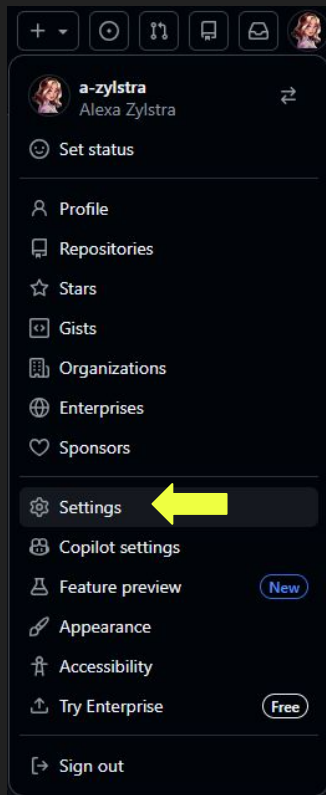 a-zylstra
Alexa Zylstra
Set status
Profile
Repositories
Stars
Gists
Organizations
Enterprises
Sponsors
Settings
Copilot settings
Feature preview New
Appearance
Accessibility
Try Enterprise Free
Sign out